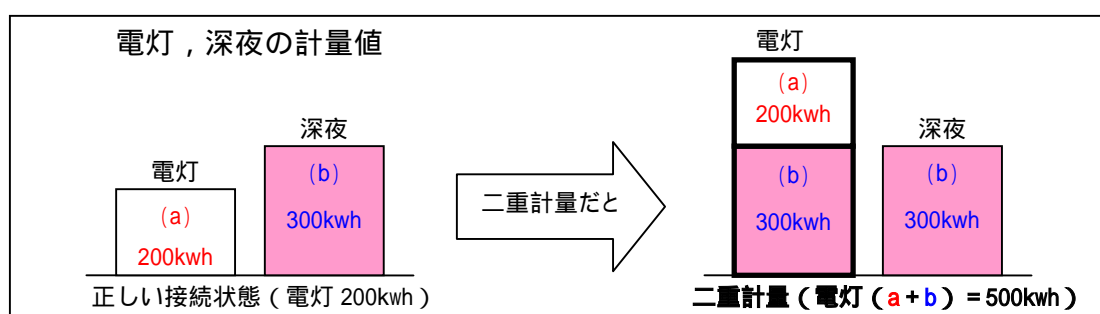 電灯,深夜の計量値
電灯
(a)
200kwh
深夜
(b)
300kwh
正しい接続状態(電灯 200kwh)
二重計量だと
電灯
(a)
200kwh
(b)
300kwh
深夜
(b)
300kwh
二重計量(電灯(a+b)=500kwh)